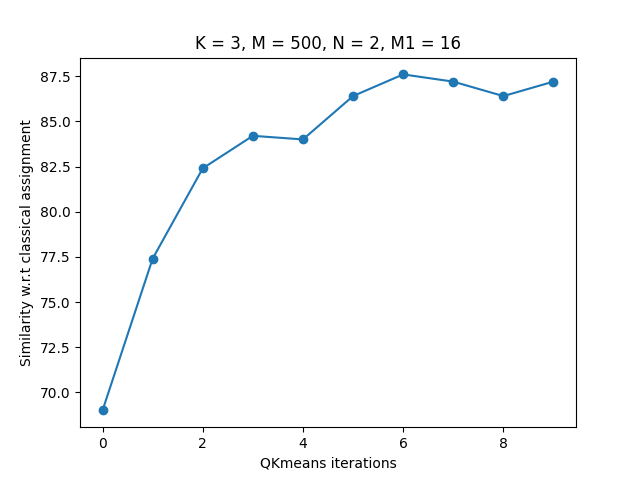 K = 3, M = 500, N = 2, M1 = 16
87.5
85.0
82.5
80.0
77.5
75.0
72.5
70.0
Similarity w.r.t classical assignment
0 2 4 6 8
QKmeans iterations